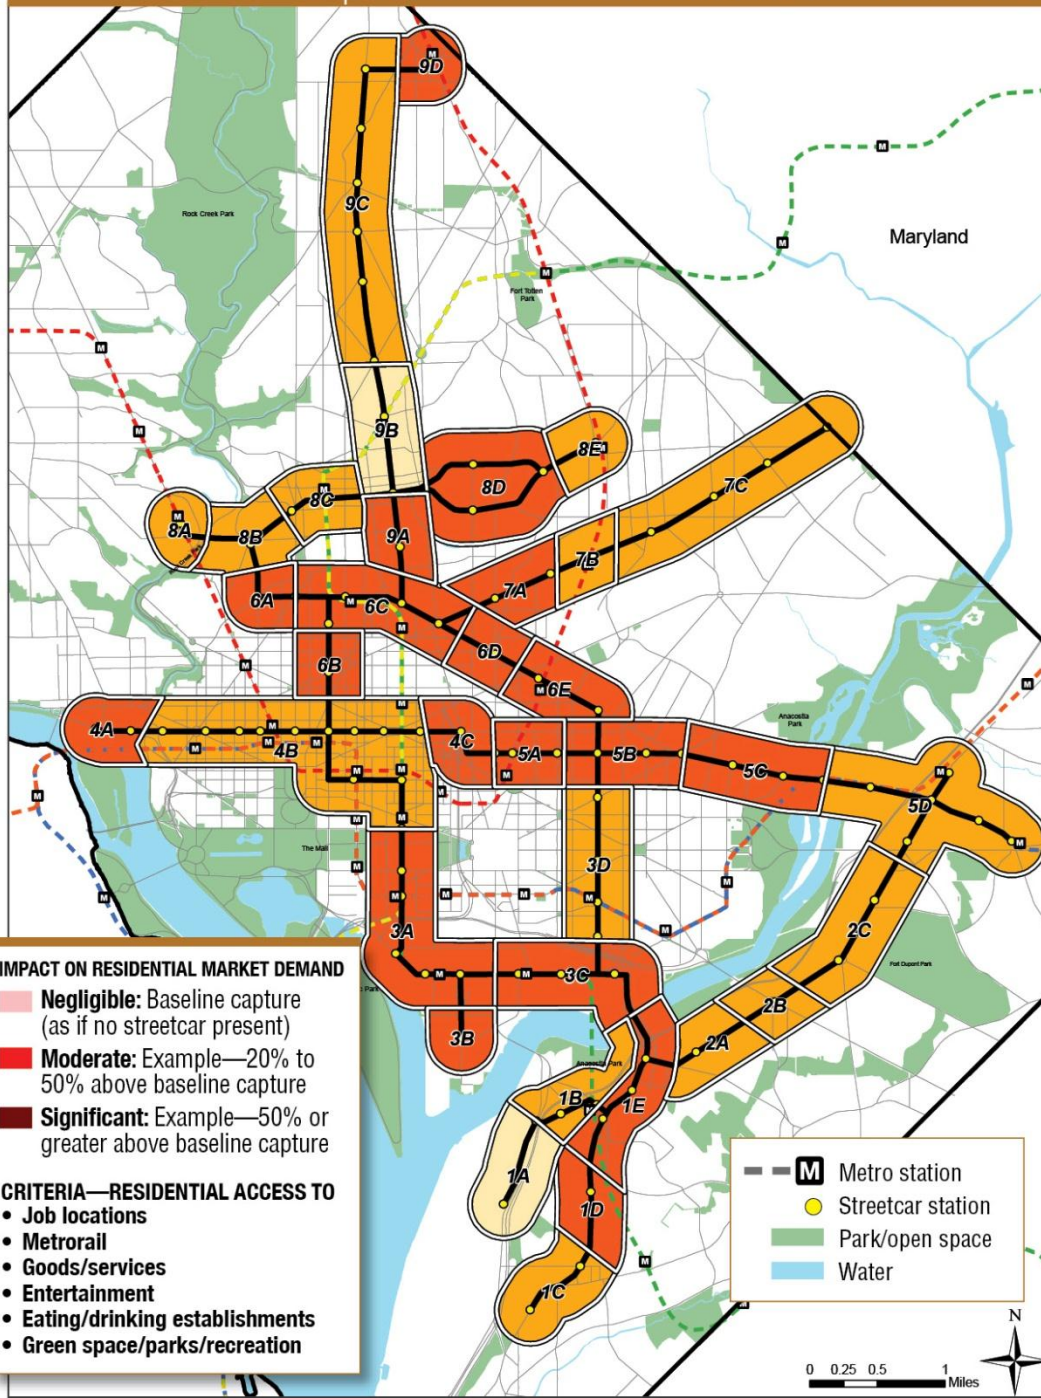 9D
9C
Rock Creek Park
Maryland
Fort Totten
Park
9B
8E
8D
8C
8A
8B
7C
9A
7B
7A
6A
6C
6D
6B
6E
Anacostia
Park
4A
4B
4C
5A
5B
5C
5D
The Mall
3D
3A
2C
Fort Dupont Park
3C
2B
3B
2A
Anacostia Park
1B
1E
1A
1D
1C
IMPACT ON RESIDENTIAL MARKET DEMAND
Negligible: Baseline capture
(as if no streetcar present)
Moderate: Example—20% to
50% above baseline capture
Significant: Example—50% or
greater above baseline capture
CRITERIA—RESIDENTIAL ACCESS TO
• Job locations
• Metrorail
• Goods/services
• Entertainment
• Eating/drinking establishments
• Green space/parks/recreation
M Metro station
Streetcar station
Park/open space
Water
N
0 0.25 0.5 1
Miles